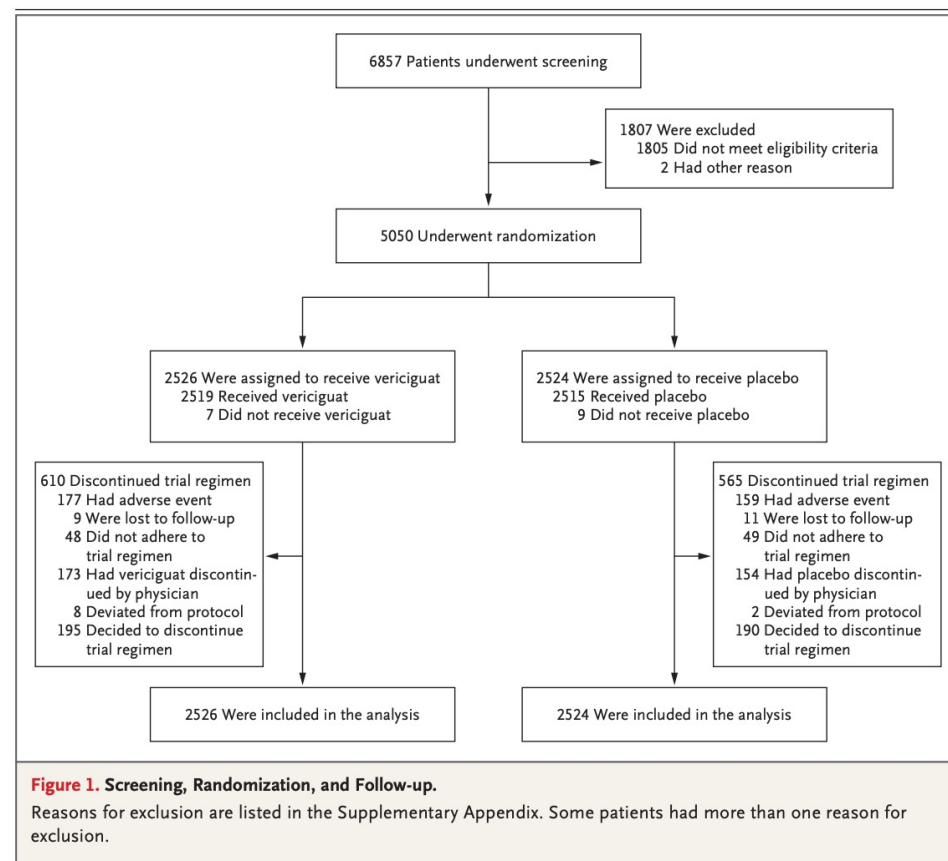 6857 Patients underwent screening
1807 Were excluded
1805 Did not meet eligibility criteria
2 Had other reason
5050 Underwent randomization
2526 Were assigned to receive vericiguat
2519 Received vericiguat
7 Did not receive vericiguat
2524 Were assigned to receive placebo
2515 Received placebo
9 Did not receive placebo
610 Discontinued trial regimen
177 Had adverse event
9 Were lost to follow-up
48 Did not adhere to
trial regimen
173 Had vericiguat discontin-
ued by physician
8 Deviated from protocol
195 Decided to discontinue
trial regimen
565 Discontinued trial regimen
159 Had adverse event
11 Were lost to follow-up
49 Did not adhere to
trial regimen
154 Had placebo discontin-
ued by physician
2 Deviated from protocol
190 Decided to discontinue
trial regimen
2526 Were included in the analysis
2524 Were included in the analysis
Figure 1. Screening, Randomization, and Follow-up.
Reasons for exclusion are listed in the Supplementary Appendix. Some patients had more than one reason for
exclusion.